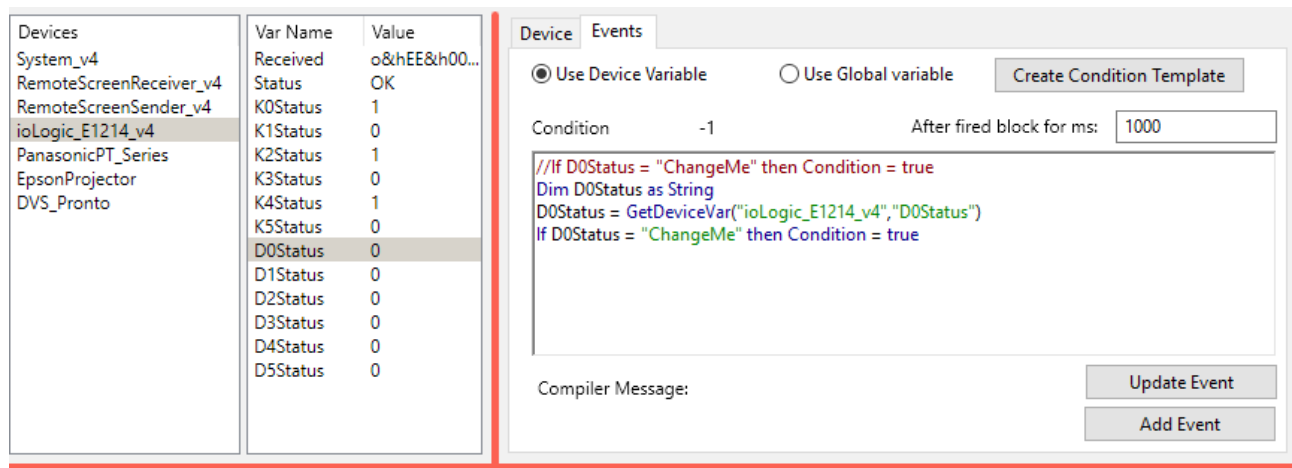 Devices
System_v4
RemoteScreenReceiver_v4
RemoteScreenSender_v4
ioLogic_E1214_v4
PanasonicPT_Series
EpsonProjector
DVS_Pronto
Var Name Value
Received o&hEE&h00...
Status OK
K0Status 1
K1Status 0
K2Status 1
K3Status 0
K4Status 1
K5Status 0
D0Status 0
D1Status 0
D2Status 0
D3Status 0
D4Status 0
D5Status 0
Device Events
Use Device Variable Use Global variable Create Condition Template
Condition -1 After fired block for ms: 1000
//If D0Status = "ChangeMe" then Condition = true
Dim D0Status as String
D0Status = GetDeviceVar("ioLogic_E1214_v4","D0Status")
If D0Status = "ChangeMe" then Condition = true
Compiler Message:
Update Event
Add Event